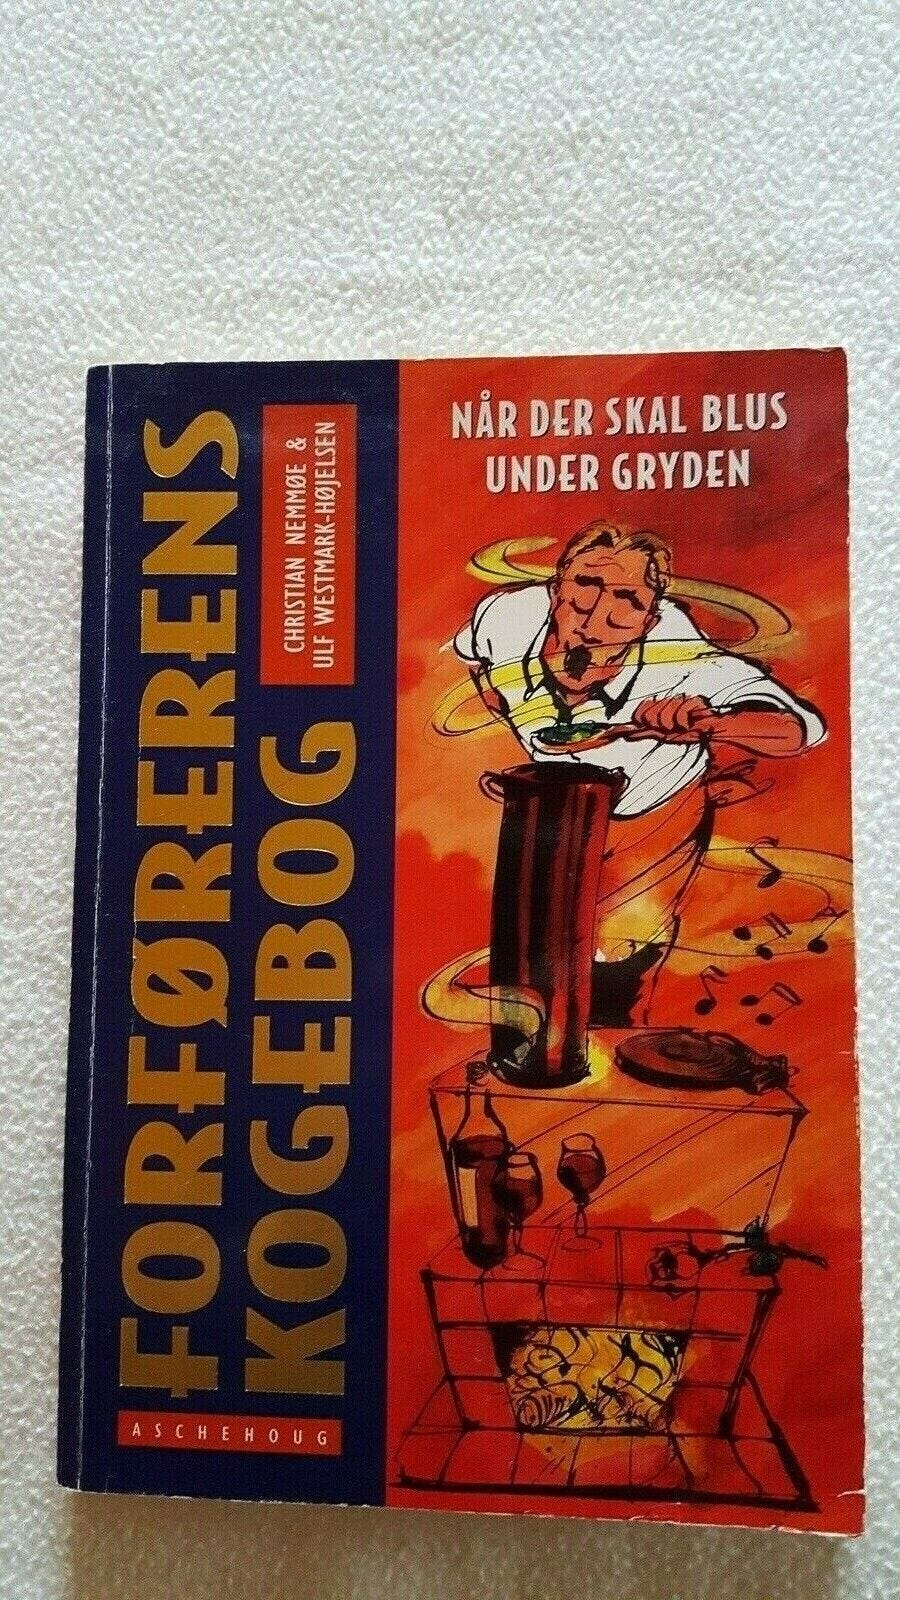 FORFØRERENS
KOGEBOG
CHRISTIAN NEMMØE &
ULF WESTMARK-HØJELSEN
ASCHEHOUG
NÅR DER SKAL BLUS
UNDER GRYDEN